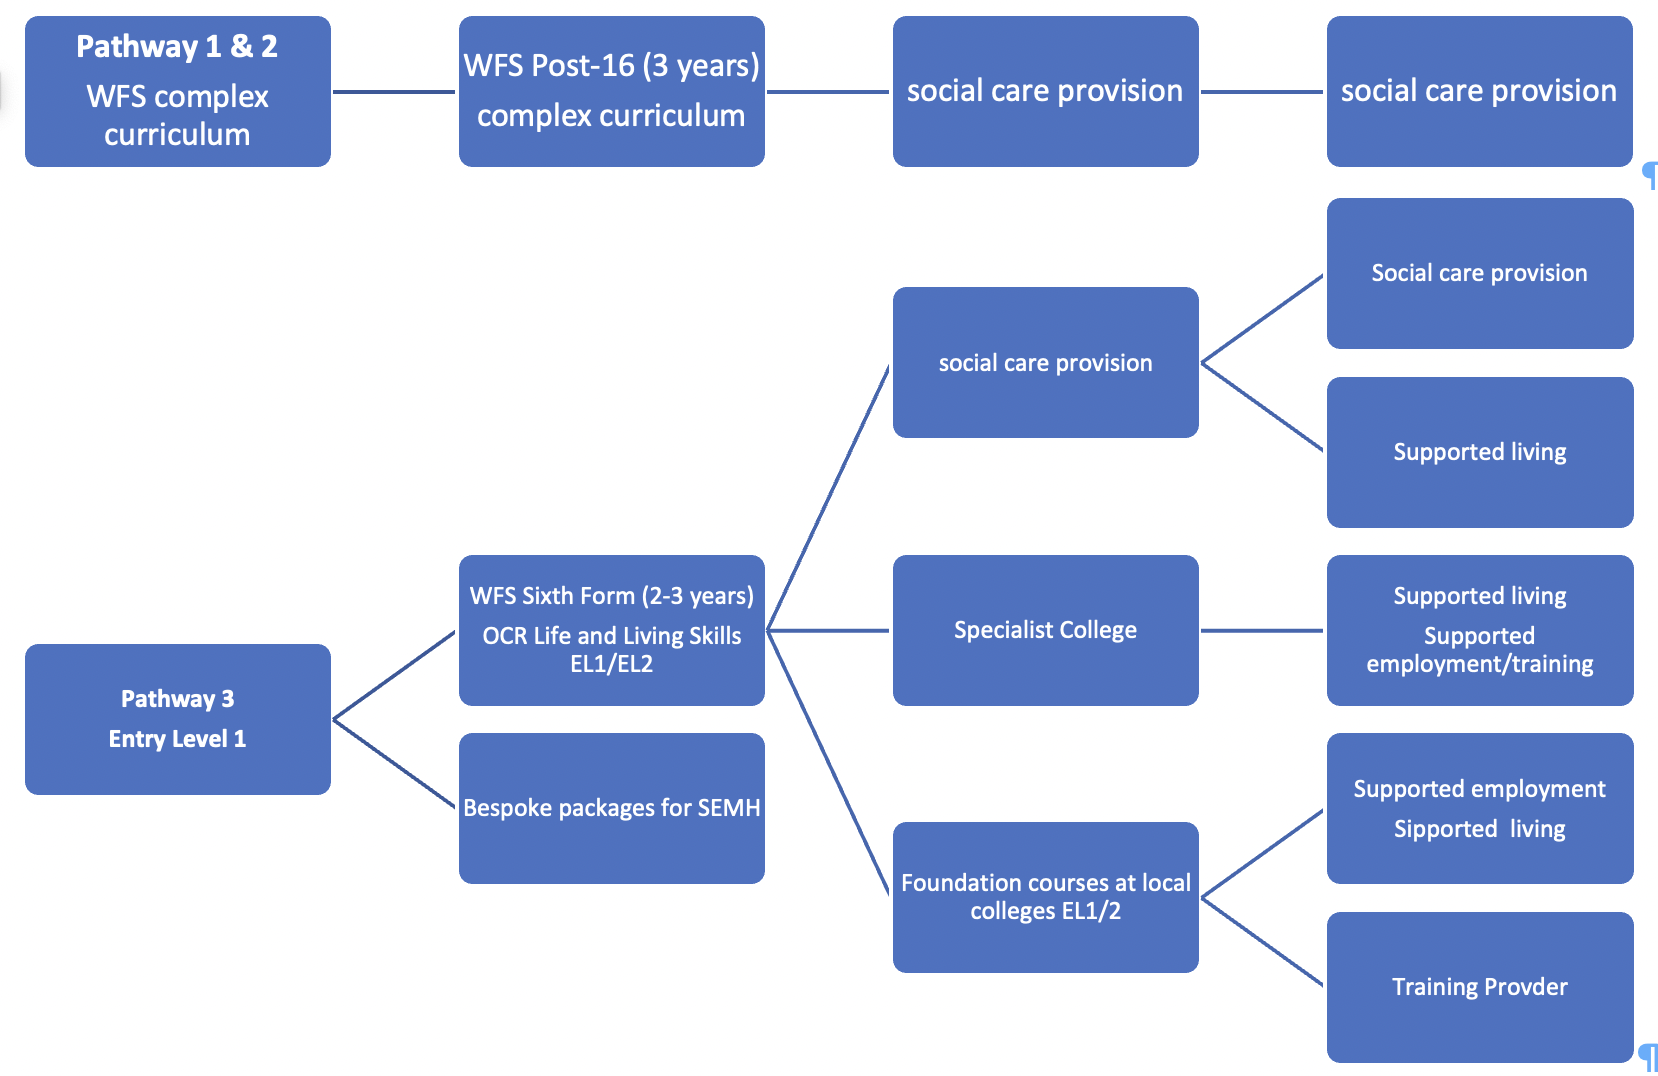 Pathway 1 & 2
WFS complex
curriculum
WFS Post-16 (3 years)
complex curriculum
social care provision
social care provision
¶
Pathway 3
Entry Level 1
WFS Sixth Form (2-3 years)
OCR Life and Living Skills
EL1/EL2
Bespoke packages for SEMH
social care provision
Specialist College
Foundation courses at local
colleges EL1/2
Social care provision
Supported living
Supported living
Supported
employment/training
Supported employment
Sipported  living
Training Provder
¶